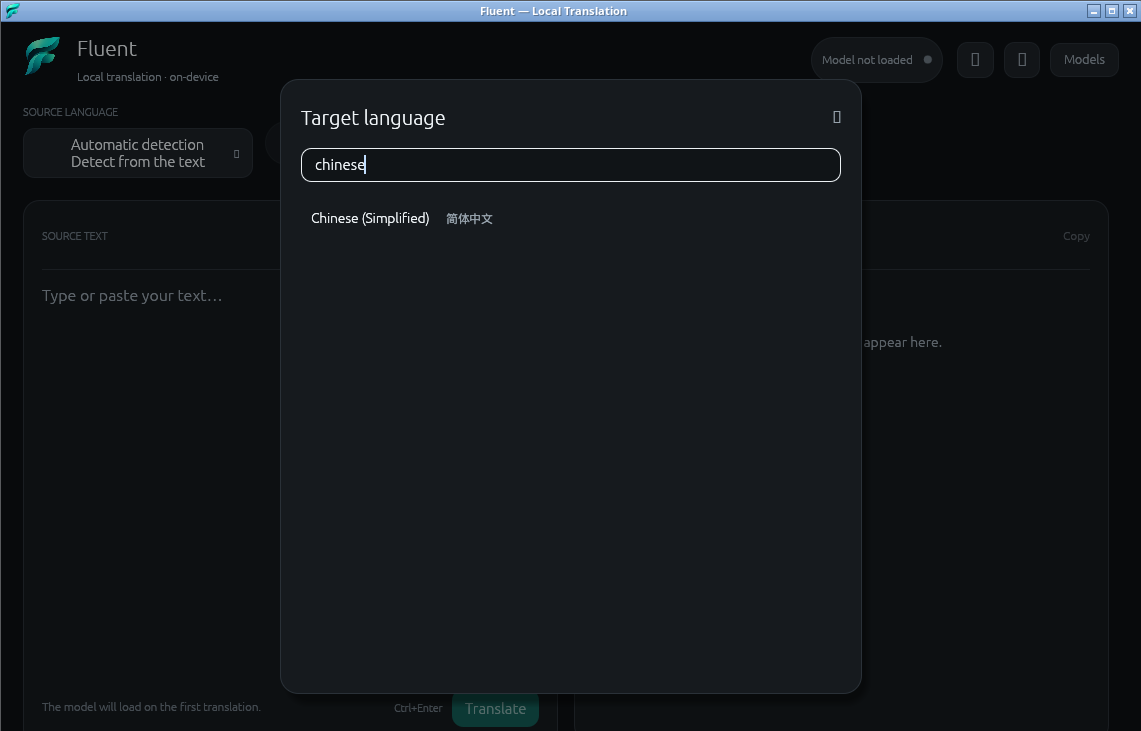 Fluent — Local Translation
Fluent
Local translation · on-device
Model not loaded
Models
SOURCE LANGUAGE
Automatic detection
Detect from the text
Target language
chinese
Chinese (Simplified) 简体中文
SOURCE TEXT
Copy
Type or paste your text…
appear here.
The model will load on the first translation.
Ctrl+Enter
Translate